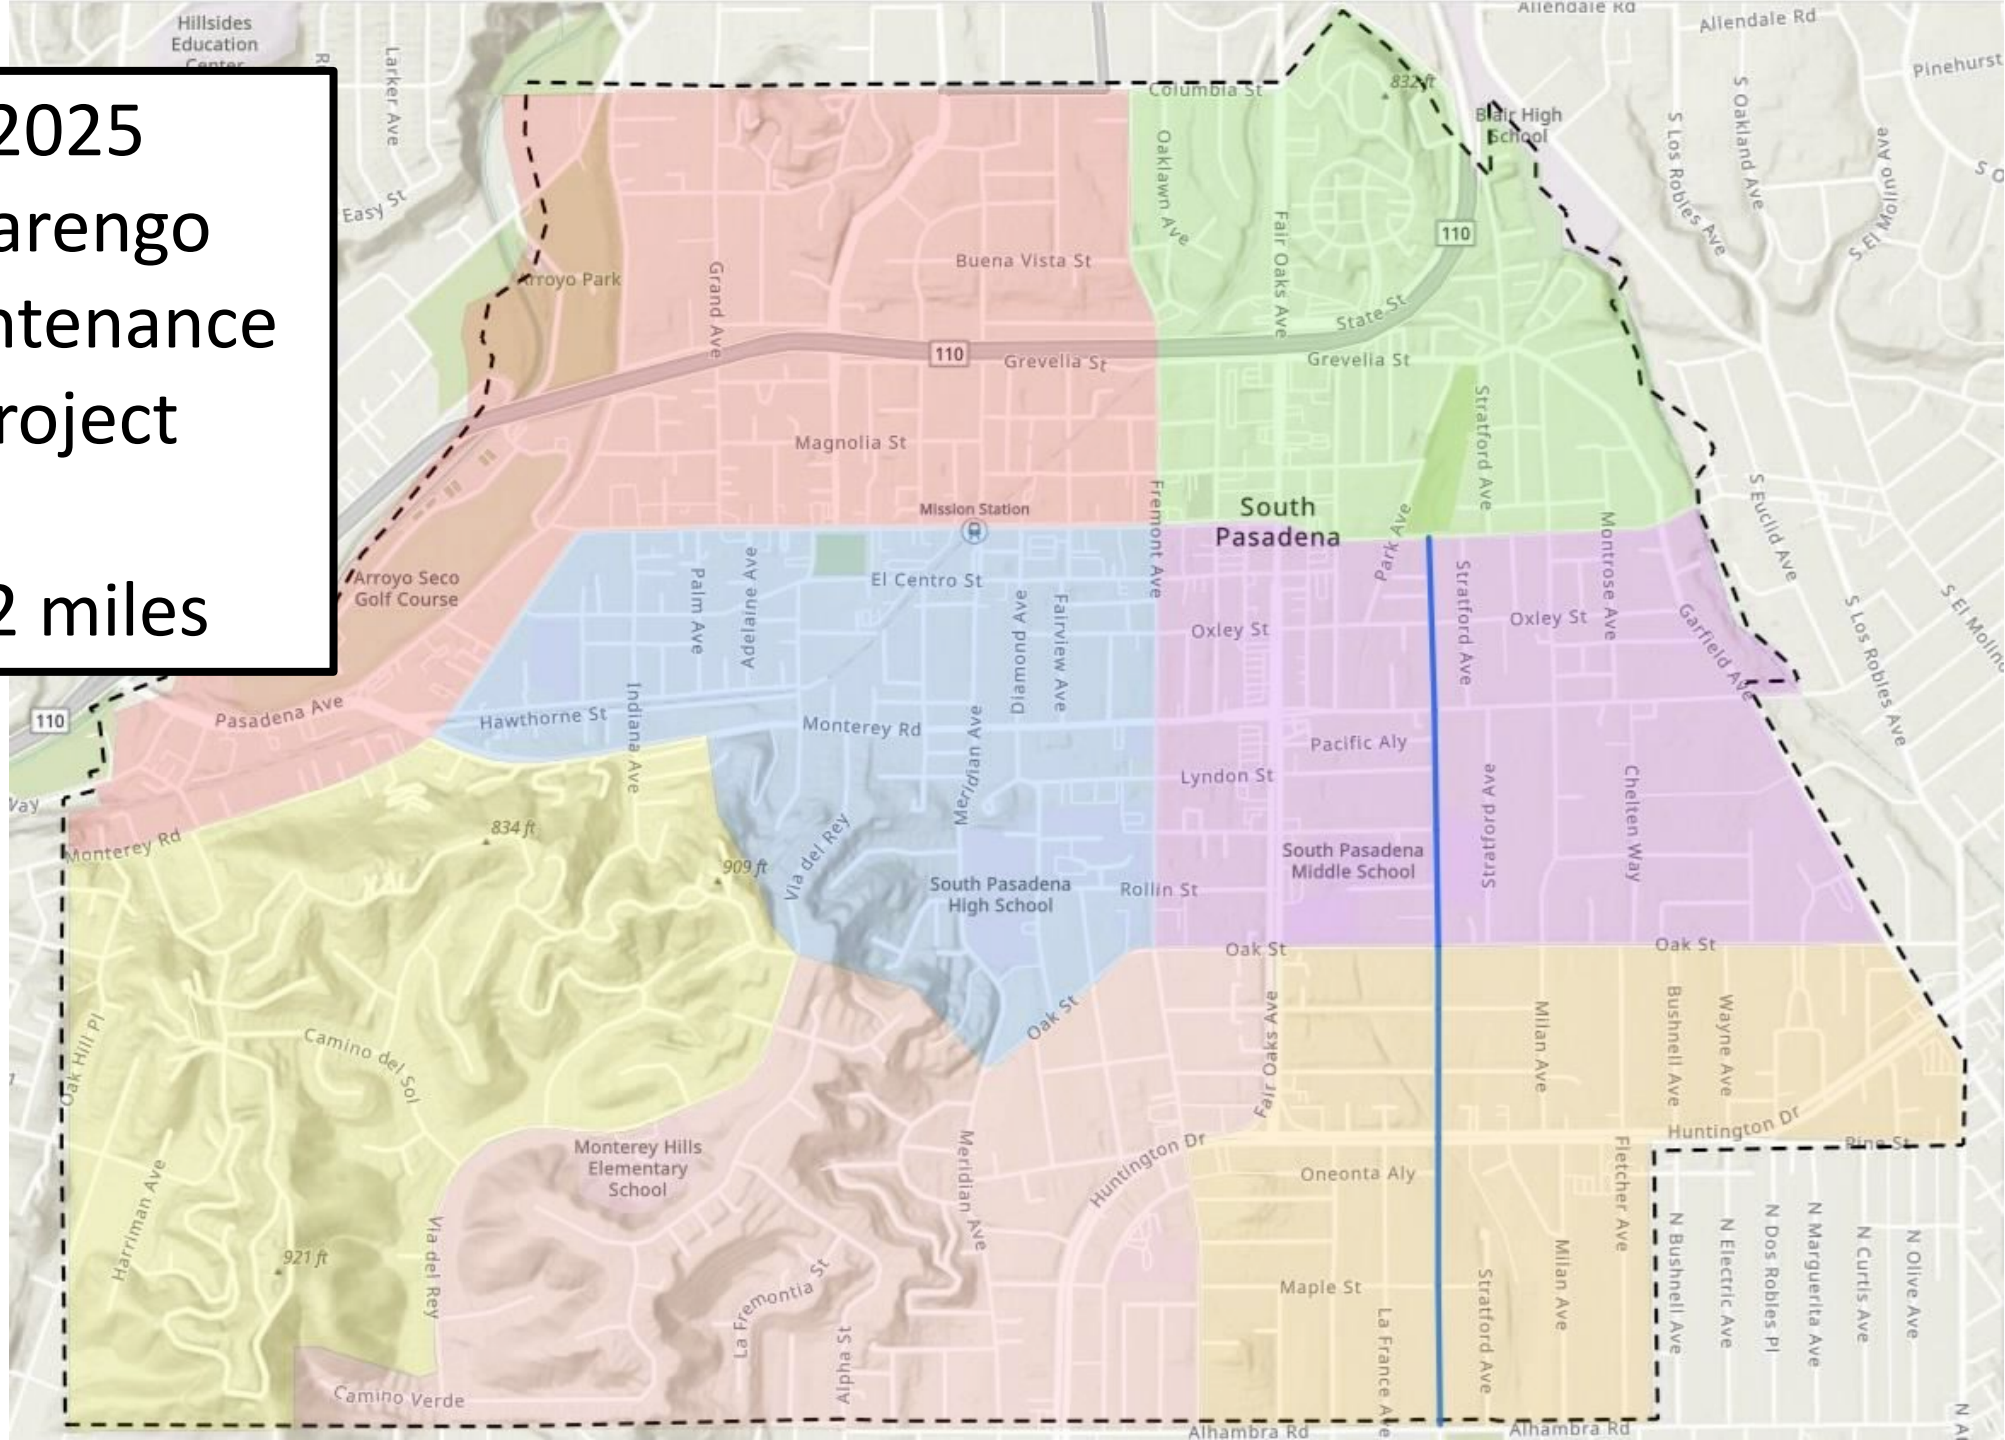 2025
arengo
ntenance
roject
2 miles
Hillsides
Education
Center
Larker Ave
Easy St
Allendale Rd
Allendale Rd
Pinehurst
Columbia St
832 ft
Blair High
School
S Los Robles Ave
S Oakland Ave
S El Molino Ave
Oaklawn Ave
Fair Oaks Ave
110
Buena Vista St
Arroyo Park
Grand Ave
State St
110
Grevelia St
Grevelia St
Stratford Ave
Magnolia St
Mission Station
Fremont Ave
South
Pasadena
Park Ave
Montrose Ave
S Euclid Ave
Arroyo Seco
Golf Course
Palm Ave
Adelaine Ave
El Centro St
Diamond Ave
Fairview Ave
Oxley St
Stratford Ave
Oxley St
Garfield Ave
S Los Robles Ave
S El Molino
110
Pasadena Ave
Hawthorne St
Indiana Ave
Monterey Rd
Meridian Ave
Pacific Aly
Lyndon St
Stratford Ave
Chelten Way
Way
Monterey Rd
834 ft
909 ft
Via del Rey
South Pasadena
High School
Rollin St
South Pasadena
Middle School
Oak St
Oak St
Oak St
Oak Hill Pl
Camino del Sol
Fair Oaks Ave
Milan Ave
Bushnell Ave
Wayne Ave
Huntington Dr
Huntington Dr
Pine St
Harriman Ave
Monterey Hills
Elementary
School
Meridian Ave
Oneonta Aly
Fletcher Ave
921 ft
Via del Rey
La Fremontia St
Alpha St
Maple St
La France Ave
Stratford Ave
Milan Ave
N Bushnell Ave
N Electric Ave
N Dos Robles Pl
N Marguerita Ave
N Curtis Ave
N Olive Ave
Camino Verde
Alhambra Rd
Alhambra Rd